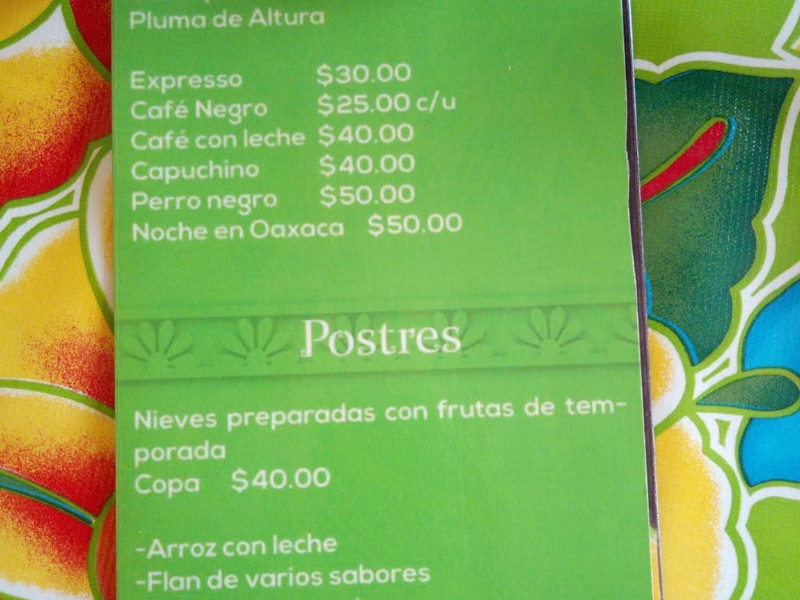 Pluma de Altura
Expresso $30.00
Café Negro $25.00 c/u
Café con leche $40.00
Capuchino $40.00
Perro negro $50.00
Noche en Oaxaca $50.00
Postres
Nieves preparadas con frutas de tem-
porada
Copa $40.00
-Arroz con leche
-Flan de varios sabores